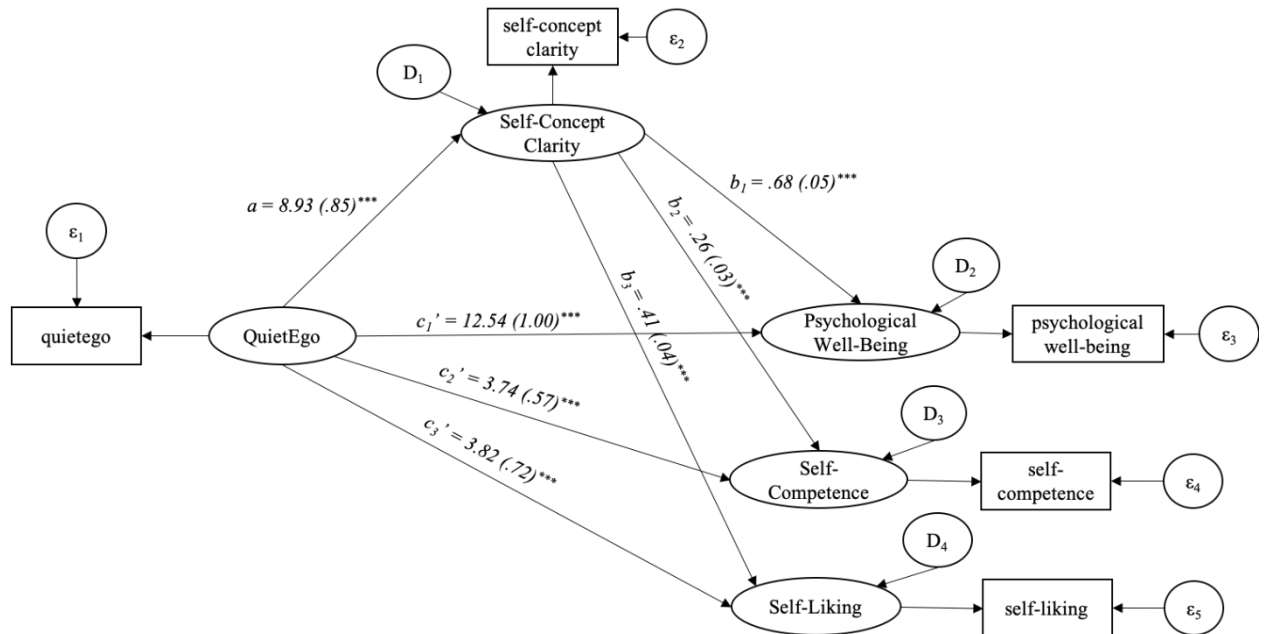 self-concept
clarity
ε2
D1
Self-Concept
Clarity
a = 8.93 (.85)***
b1 = .68 (.05)***
b2 = .26 (.03)***
b3 = .41 (.04)***
ε1
quietego
QuietEgo
c1’ = 12.54 (1.00)***
c2’ = 3.74 (.57)***
c3’ = 3.82 (.72)***
D2
Psychological
Well-Being
psychological
well-being
ε3
D3
Self-
Competence
self-
competence
ε4
D4
Self-Liking
self-liking
ε5